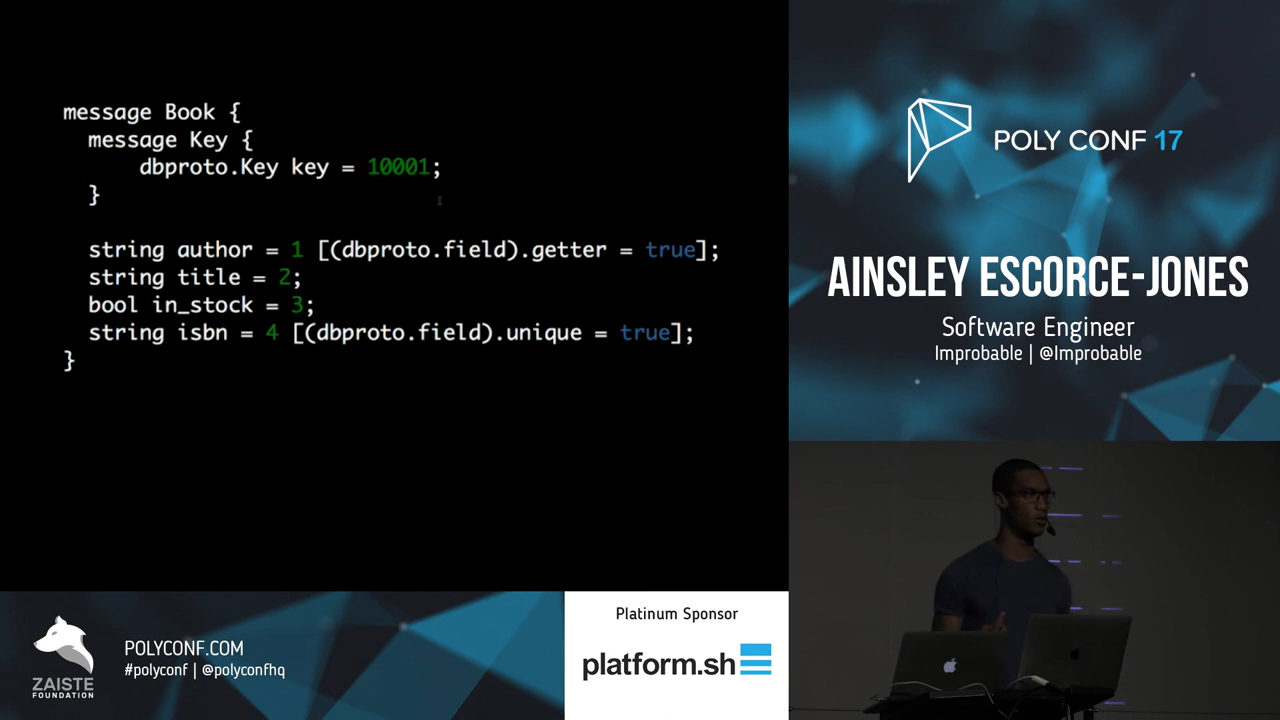 message Book {
message Key {
dbproto.Key key = 10001;
}
string author = 1 [(dbproto.field).getter = true];
string title = 2;
bool in_stock = 3;
string isbn = 4 [(dbproto.field).unique = true];
}
POLY CONF 17
AINSLEY ESCORCE-JONES
Software Engineer
Improbable | @Improbable
ZAISTE
FOUNDATION
POLYCONF.COM
#polyconf | @polyconfhq
Platinum Sponsor
platform.sh